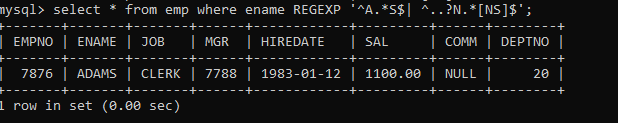 mysql> select * from emp where ename REGEXP '^A.*S$| ^..?N.*[NS]$';
+-------+-------+-------+------+------------+---------+------+--------+
| EMPNO | ENAME | JOB   | MGR  | HIREDATE   | SAL     | COMM | DEPTNO |
+-------+-------+-------+------+------------+---------+------+--------+
|  7876 | ADAMS | CLERK | 7788 | 1983-01-12 | 1100.00 | NULL |     20 |
+-------+-------+-------+------+------------+---------+------+--------+
1 row in set (0.00 sec)